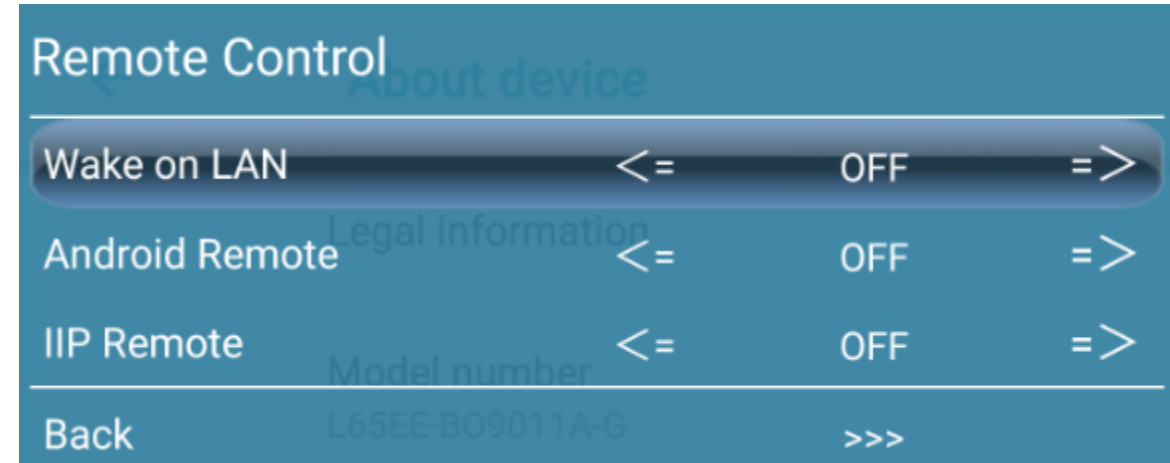 Remote Control
About device
Wake on LAN <= OFF =>
Legal information
Android Remote <= OFF =>
IIP Remote <= OFF =>
Model number
Back >>>
L65EE-BO9011A-G